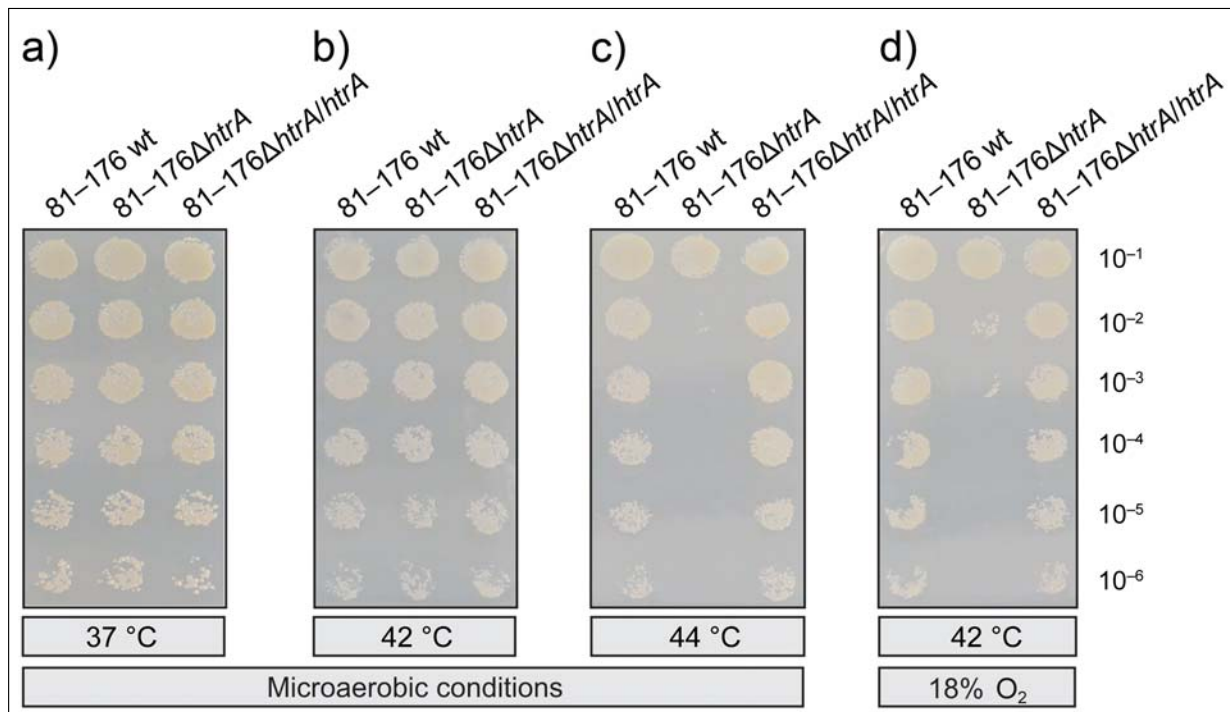 a)
81–176 wt
81–176ΔhtrA
81–176ΔhtrA/htrA
b)
81–176 wt
81–176ΔhtrA
81–176ΔhtrA/htrA
c)
81–176 wt
81–176ΔhtrA
81–176ΔhtrA/htrA
d)
81–176 wt
81–176ΔhtrA
81–176ΔhtrA/htrA
10⁻¹
10⁻²
10⁻³
10⁻⁴
10⁻⁵
10⁻⁶
37 °C
42 °C
44 °C
42 °C
Microaerobic conditions
18% O₂